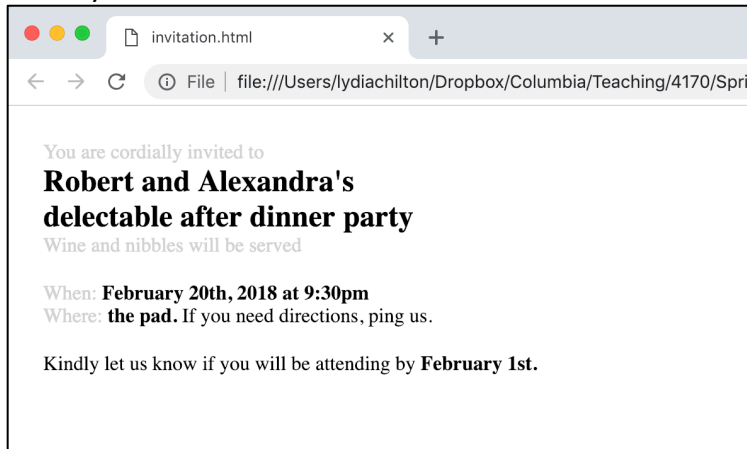 invitation.html
File file:///Users/lydiachilton/Dropbox/Columbia/Teaching/4170/Spri
You are cordially invited to
Robert and Alexandra's
delectable after dinner party
Wine and nibbles will be served
When: February 20th, 2018 at 9:30pm
Where: the pad. If you need directions, ping us.
Kindly let us know if you will be attending by February 1st.